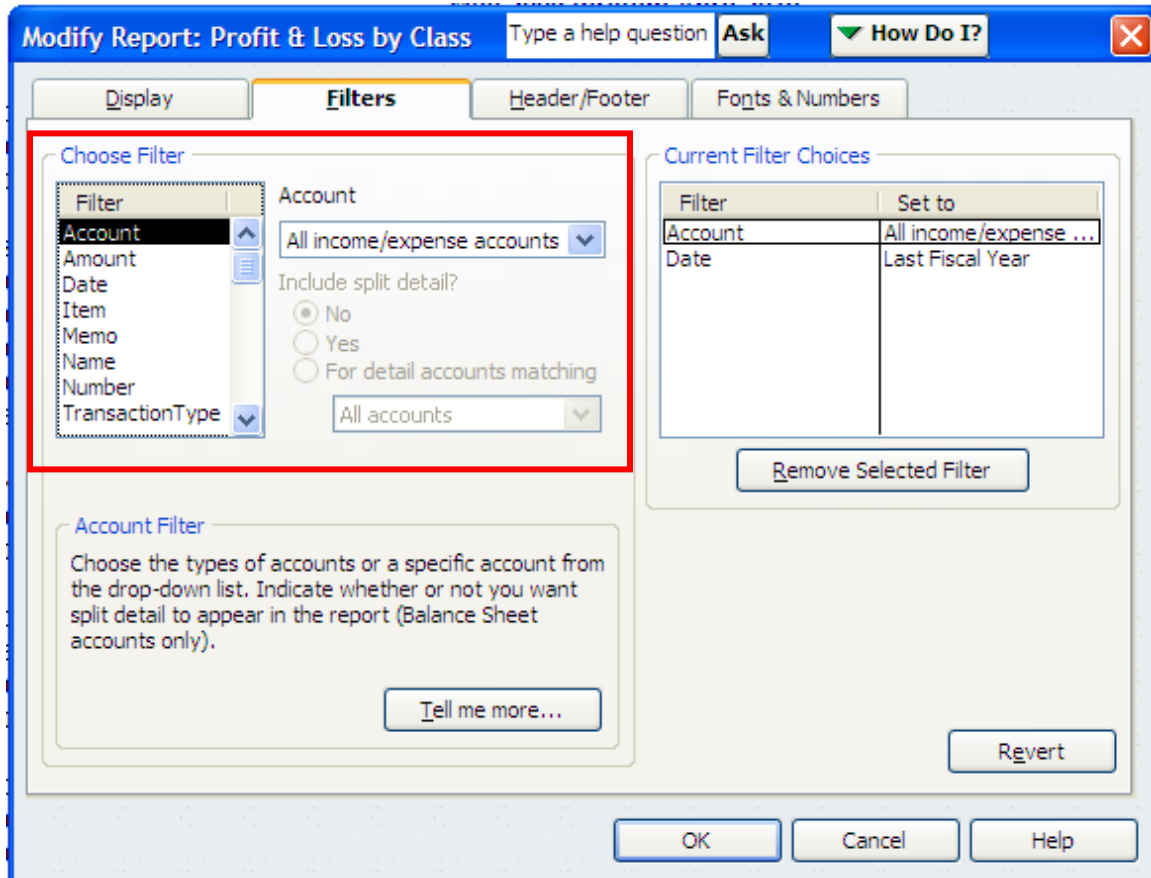 Modify Report: Profit & Loss by Class
Type a help question
Ask
How Do I?
Display
Filters
Header/Footer
Fonts & Numbers
Choose Filter
Filter
Account
Amount
Date
Item
Memo
Name
Number
TransactionType
Account
All income/expense accounts
Include split detail?
No
Yes
For detail accounts matching
All accounts
Account Filter
Choose the types of accounts or a specific account from
the drop-down list. Indicate whether or not you want
split detail to appear in the report (Balance Sheet
accounts only).
Tell me more...
Current Filter Choices
Filter Set to
Account All income/expense ...
Date Last Fiscal Year
Remove Selected Filter
Revert
OK
Cancel
Help